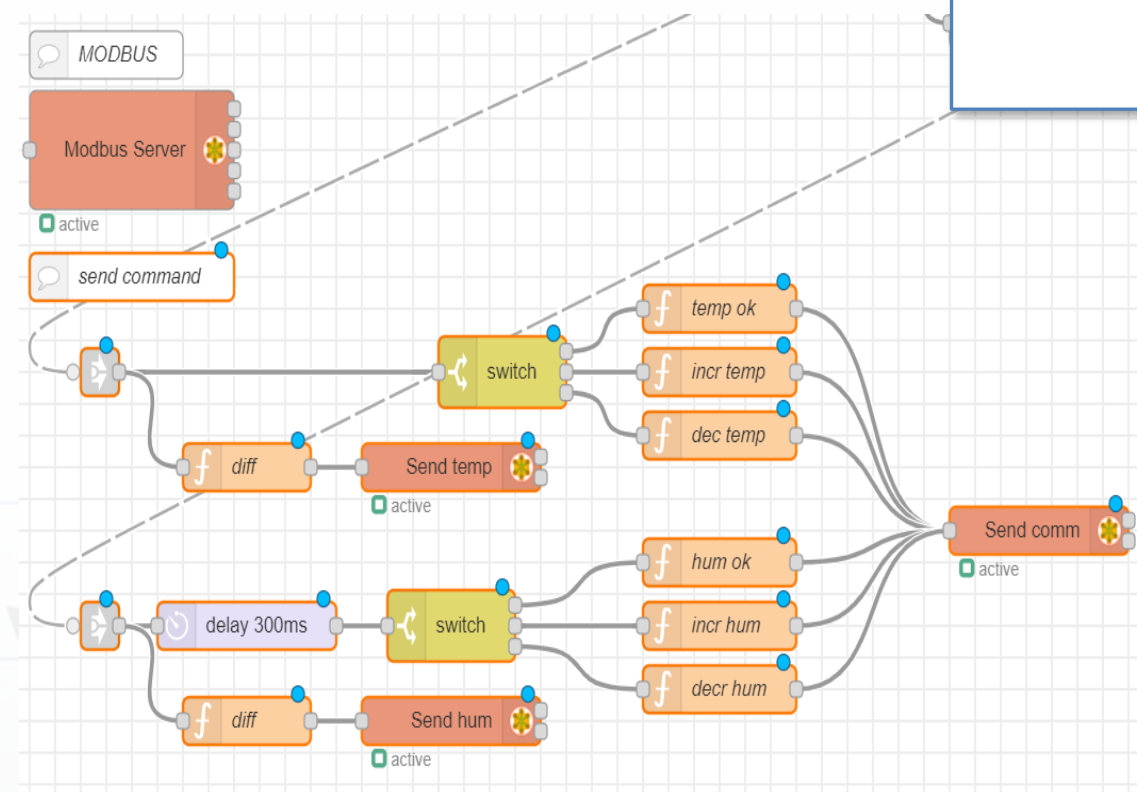 MODBUS
Modbus Server
active
send command
temp ok
switch
incr temp
dec temp
diff
Send temp
active
Send comm
active
hum ok
delay 300ms
switch
incr hum
decr hum
diff
Send hum
active